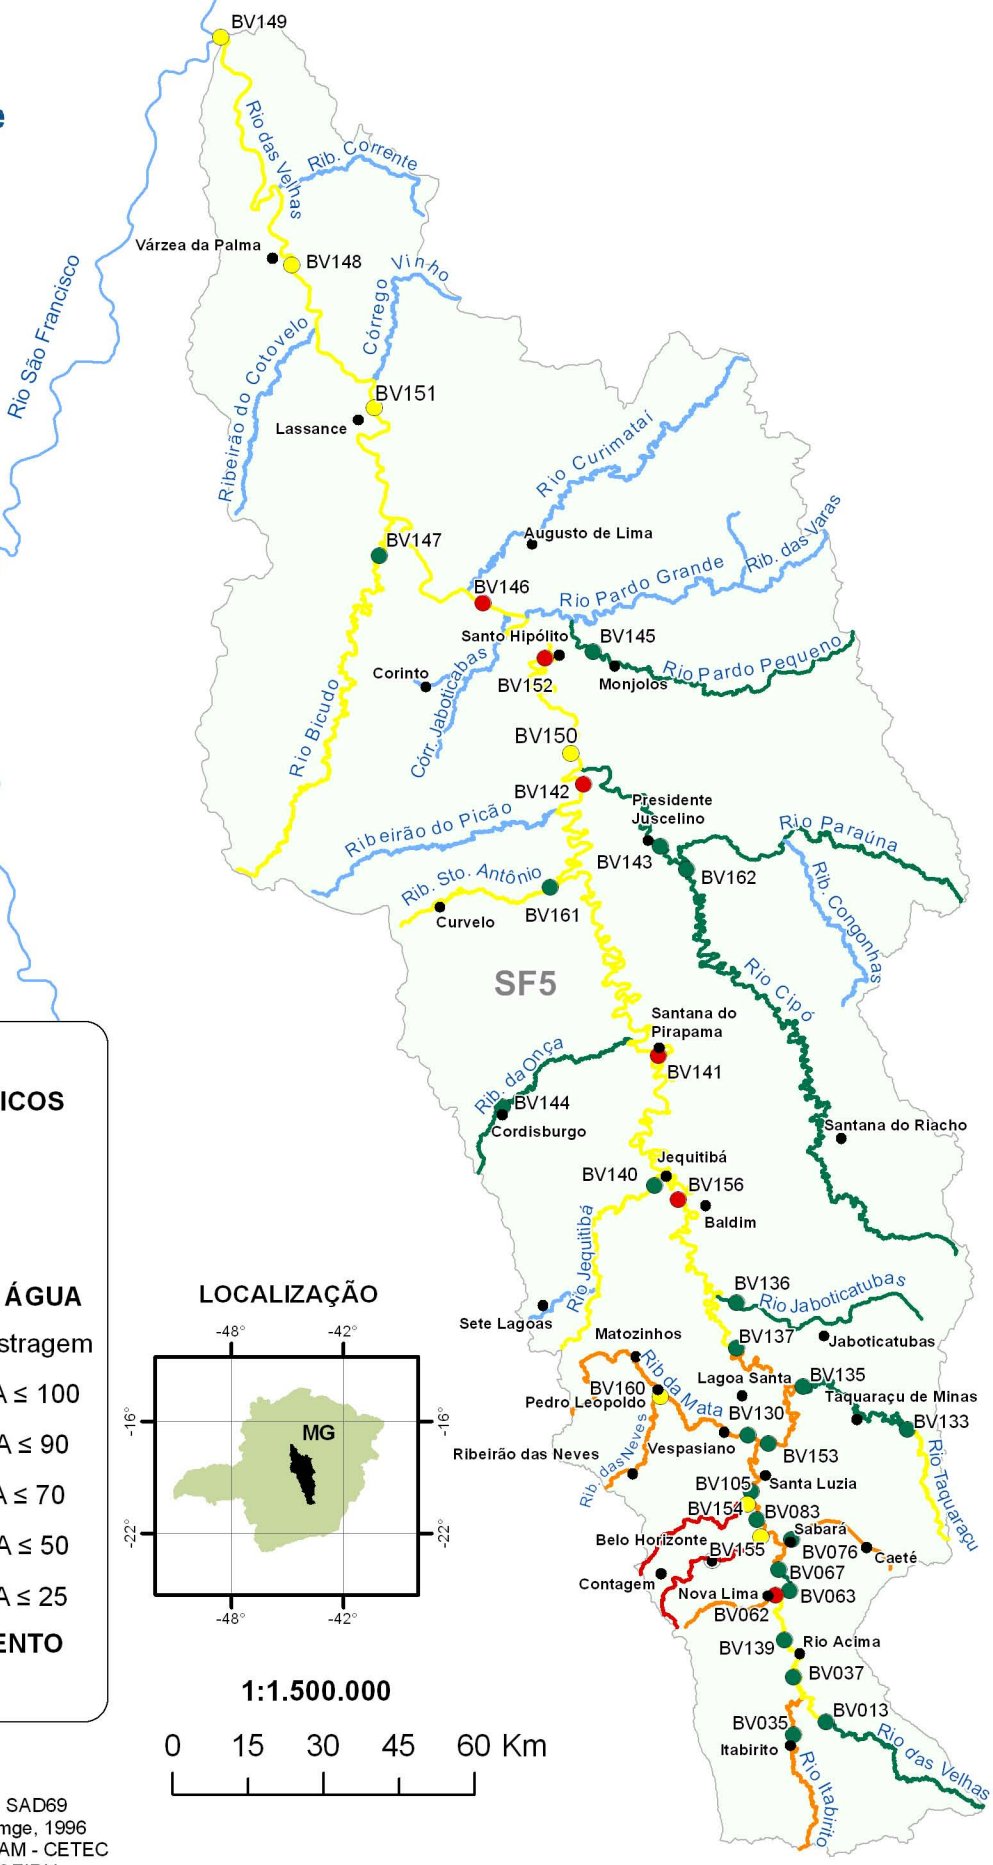 BV149
e
Rio das Velhas
Rib. Corrente
Várzea da Palma
BV148
Vinho
Córrego
Rio São Francisco
Ribeirão do Cotovelo
BV151
Lassance
Rio Curimataí
BV147
Augusto de Lima
Rib. das Varas
BV146
Rio Pardo Grande
Santo Hipólito
BV145
Rio Pardo Pequeno
Corinto
BV152
Monjolos
Córr. Jaboticabas
Rio Bicudo
BV150
BV142
Presidente
Juscelino
Ribeirão do Picão
Rio Paraúna
BV143
BV162
Rib. Sto. Antônio
BV161
Curvelo
Rib. Congonhas
SF5
Rio Cipó
Santana do
Pirapama
BV141
Rib. da Onça
BV144
Cordisburgo
Santana do Riacho
Jequitibá
BV140
BV156
Baldim
Rio Jequitibá
BV136
Rio Jaboticatubas
Sete Lagoas
Matozinhos
BV137
Jaboticatubas
Rib da Mata
Lagoa Santa
BV135
BV160
Pedro Leopoldo
Taquaraçu de Minas
BV130
BV133
Vespasiano
BV153
Ribeirão das Neves
Rib. das Neves
Rio Taquaraçu
BV105
Santa Luzia
BV154
BV083
Belo Horizonte
Sabará
BV155
BV076
Caeté
Contagem
BV067
Nova Lima
BV063
BV062
BV139
Rio Acima
BV037
BV013
BV035
Itabirito
Rio das Velhas
Rio Itabirito
ICOS
ÁGUA
stragem
A ≤ 100
A ≤ 90
A ≤ 70
A ≤ 50
A ≤ 25
ENTO
LOCALIZAÇÃO
-48° -42°
-16° -16°
MG
-22° -22°
-48° -42°
1:1.500.000
0 15 30 45 60 Km
SAD69
mge, 1996
AM - CETEC